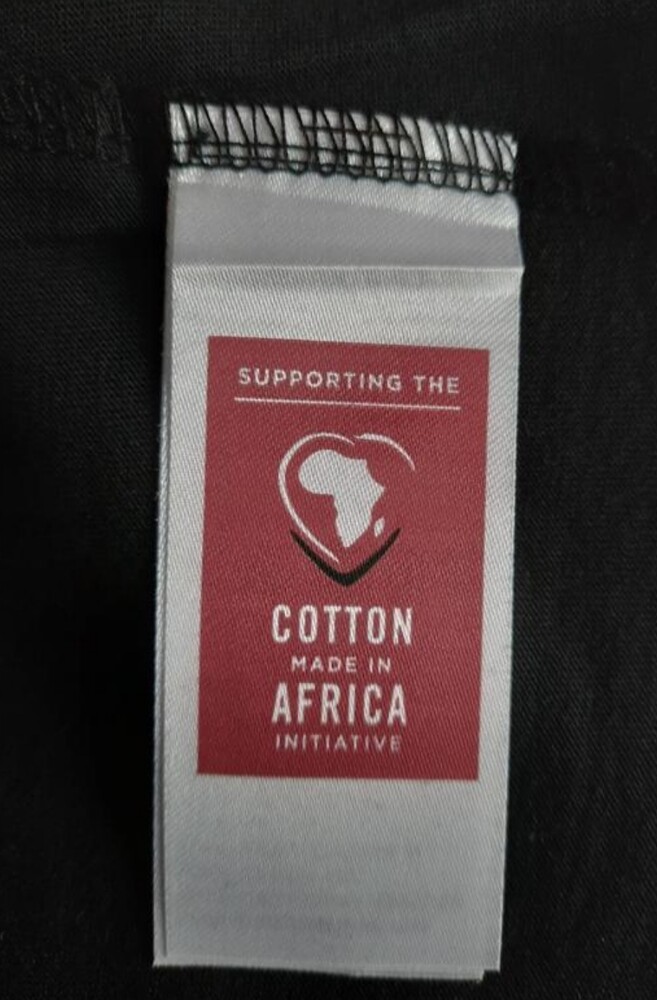 SUPPORTING THE
COTTON
MADE IN
AFRICA
INITIATIVE